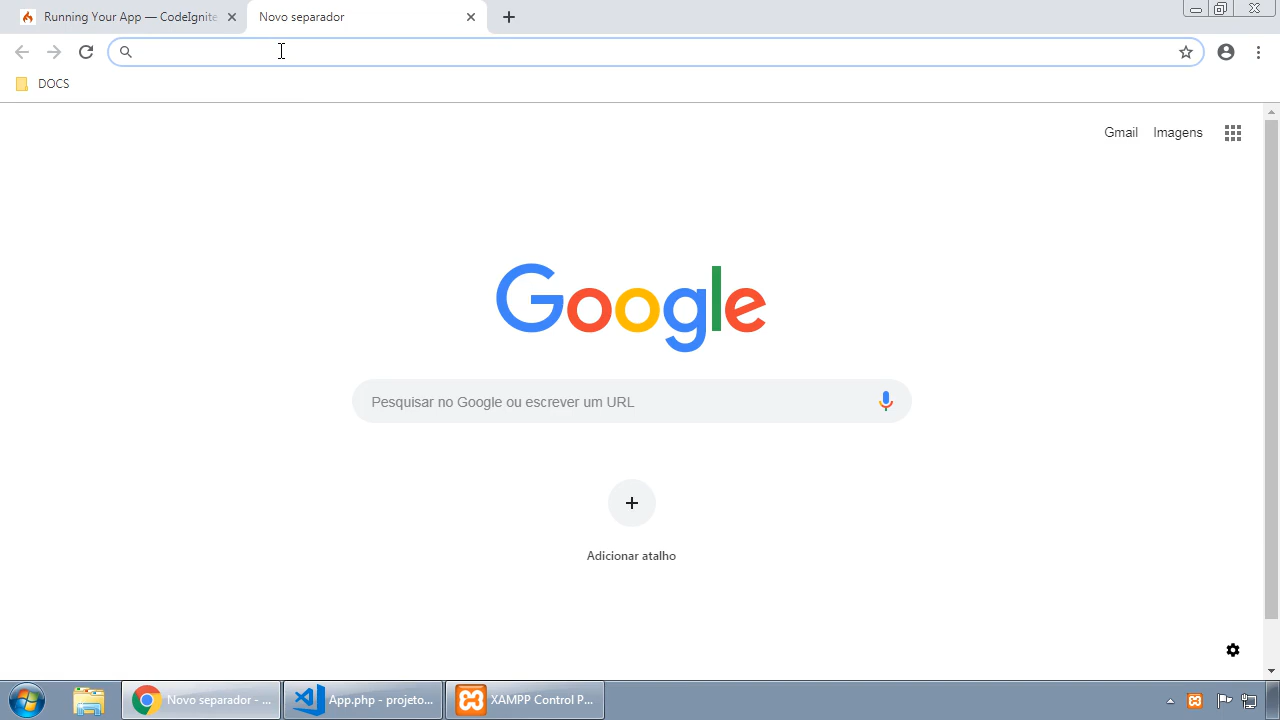 Running Your App — CodeIgnite
Novo separador
DOCS
Gmail
Imagens
Google
Pesquisar no Google ou escrever um URL
Adicionar atalho
Novo separador - ...
App.php - projeto...
XAMPP Control P...